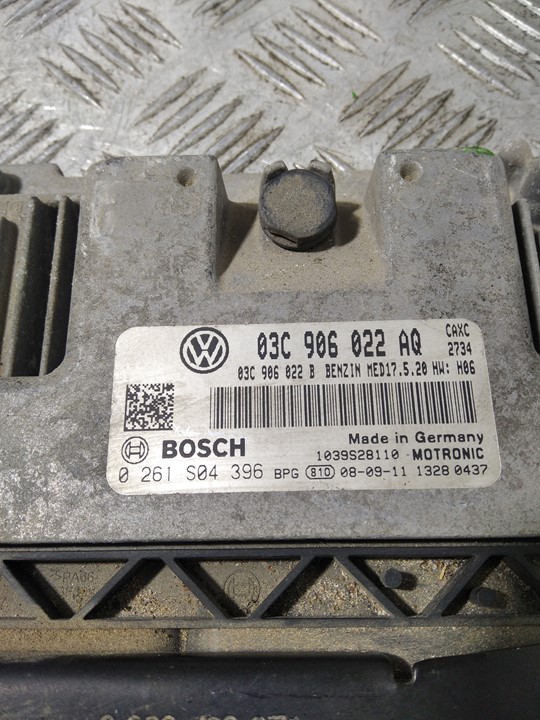 03C 906 022 AQ CAXC
2734
03C 906 022 B BENZIN MED17.5.20 HW: H06
BOSCH
Made in Germany
1039S28110 MOTRONIC
0 261 S04 396 BPG 810 08-09-11 1328 0437